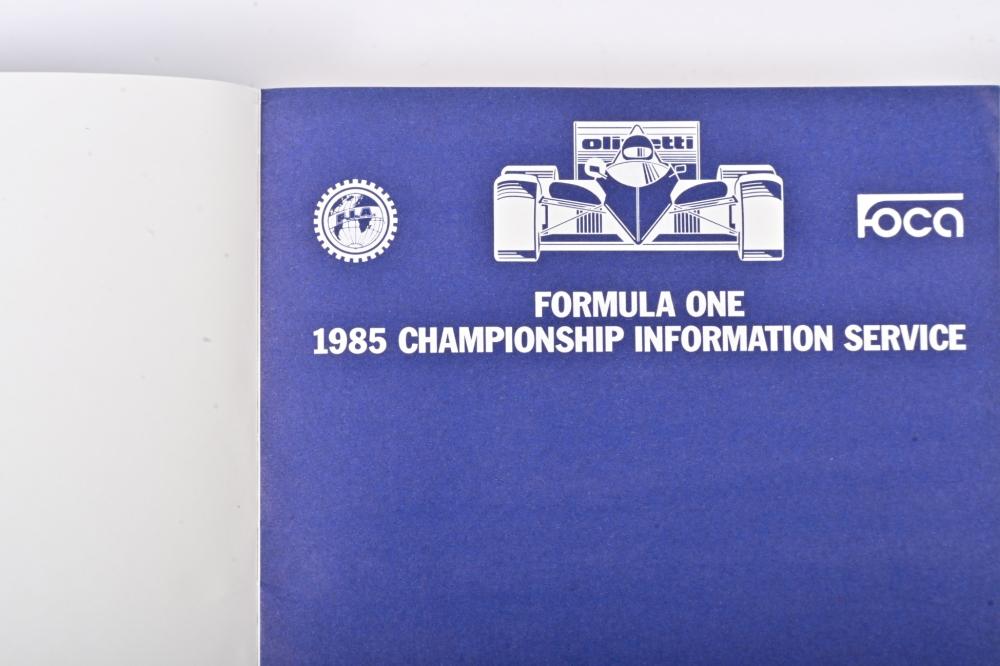 olivetti
FOCA
FORMULA ONE
1985 CHAMPIONSHIP INFORMATION SERVICE